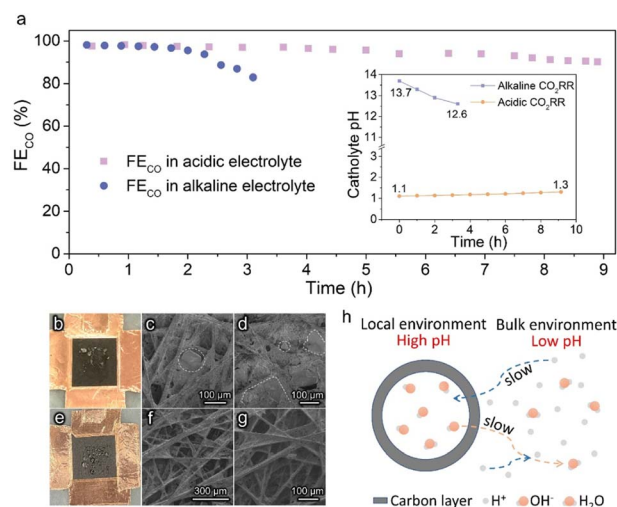 a
FE_CO (%)
100
80
60
40
20
0
FE_CO in acidic electrolyte
FE_CO in alkaline electrolyte
0 1 2 3 4 5 6 7 8 9
Time (h)
Catholyte pH
14
13
2
1
0
13.7
12.6
1.1
1.3
Alkaline CO₂RR
Acidic CO₂RR
0 2 4 6 8 10
Time (h)
b
c
100 µm
d
100 µm
e
f
300 µm
g
100 µm
h
Local environment
High pH
Bulk environment
Low pH
slow
slow
Carbon layer
H⁺
OH⁻
H₂O